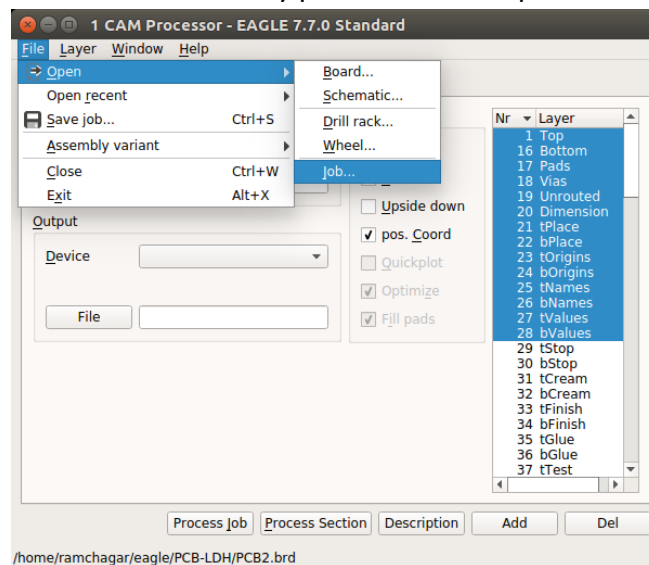 1 CAM Processor - EAGLE 7.7.0 Standard
File Layer Window Help
Open
Open recent
Save job... Ctrl+S
Assembly variant
Close Ctrl+W
Exit Alt+X
Board...
Schematic...
Drill rack...
Wheel...
Job...
Output
Device
File
Upside down
pos. Coord
Quickplot
Optimize
Fill pads
Nr Layer
1 Top
16 Bottom
17 Pads
18 Vias
19 Unrouted
20 Dimension
21 tPlace
22 bPlace
23 tOrigins
24 bOrigins
25 tNames
26 bNames
27 tValues
28 bValues
29 tStop
30 bStop
31 tCream
32 bCream
33 tFinish
34 bFinish
35 tGlue
36 bGlue
37 tTest
Process Job Process Section Description Add Del
/home/ramchagar/eagle/PCB-LDH/PCB2.brd